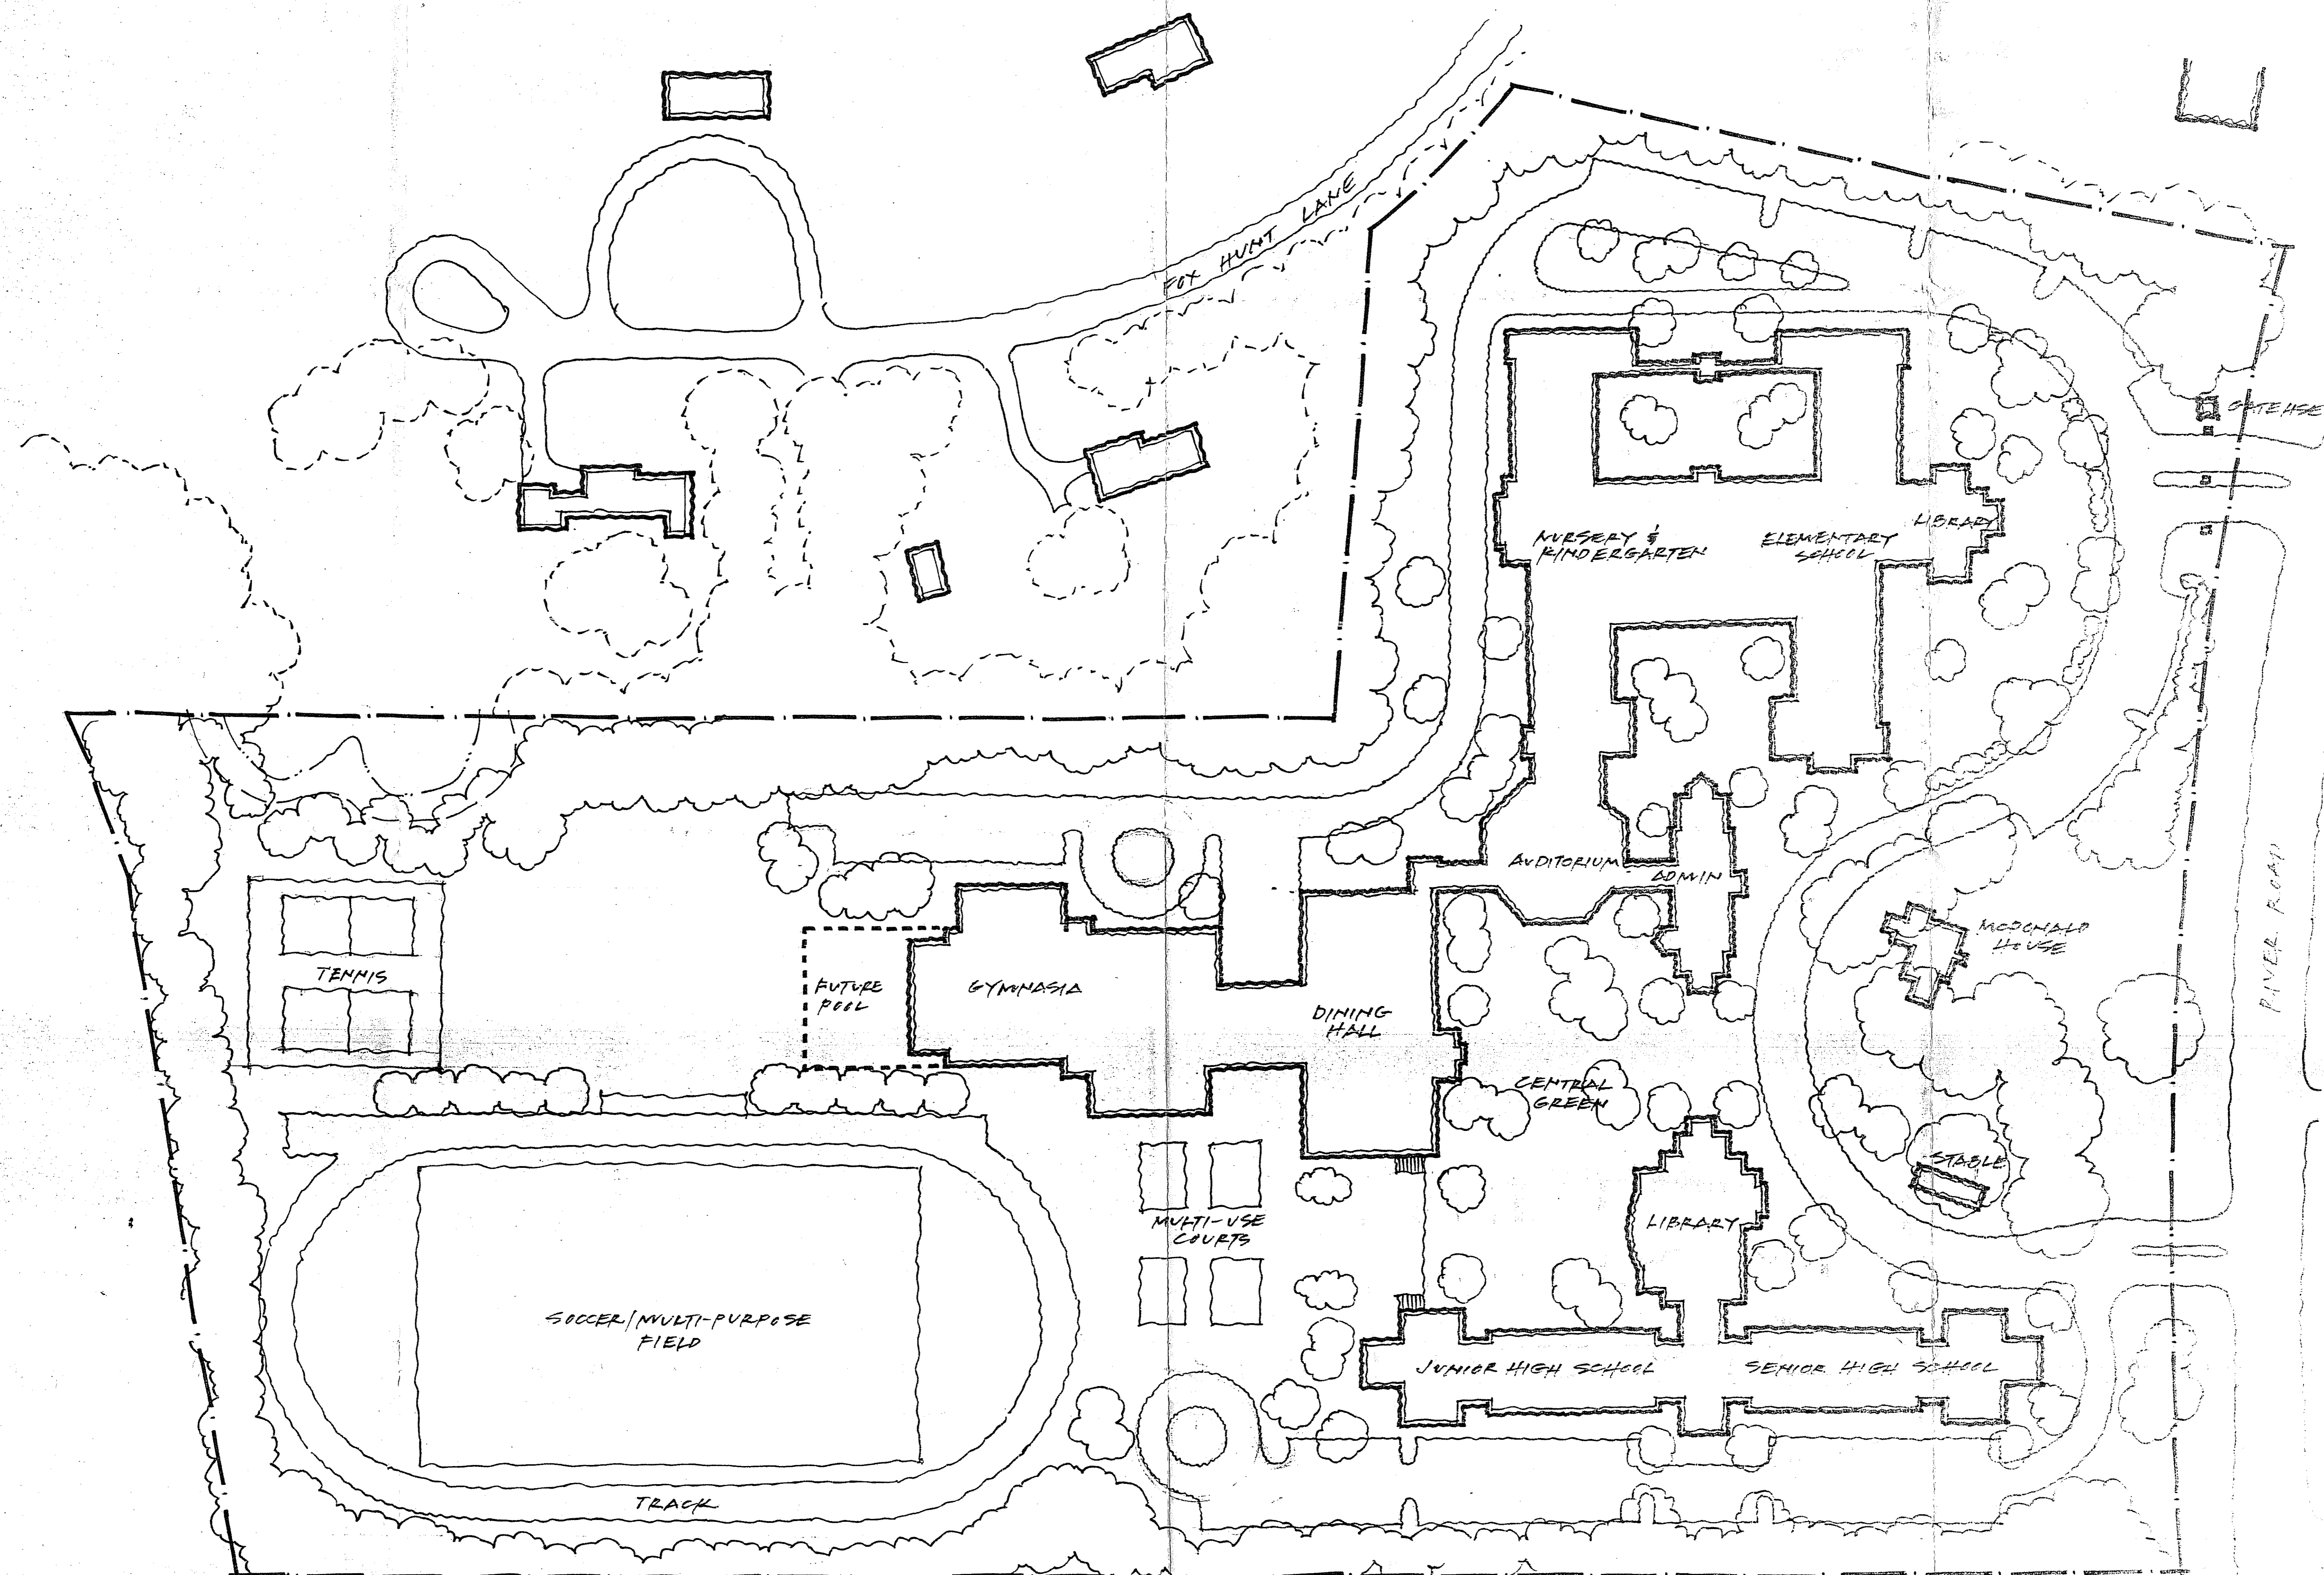 FOX HUNT LANE
GATEHSE
LIBRARY
NURSERY &
KINDERGARTEN
ELEMENTARY
SCHOOL
AUDITORIUM
ADMIN
MCDONALD
HOUSE
RIVER ROAD
TENNIS
FUTURE
POOL
GYMNASIA
DINING
HALL
CENTRAL
GREEN
STABLE
MULTI-USE
COURTS
LIBRARY
SOCCER/MULTI-PURPOSE
FIELD
JUNIOR HIGH SCHOOL
SENIOR HIGH SCHOOL
TRACK